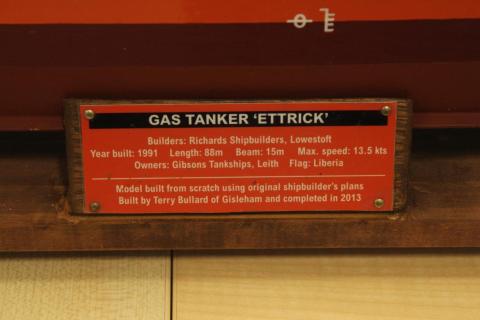 GAS TANKER 'ETTRICK'
Builders: Richards Shipbuilders, Lowestoft
Year built: 1991 Length: 88m Beam: 15m Max. speed: 13.5 kts
Owners: Gibsons Tankships, Leith Flag: Liberia
Model built from scratch using original shipbuilder's plans
Built by Terry Bullard of Gisleham and completed in 2013